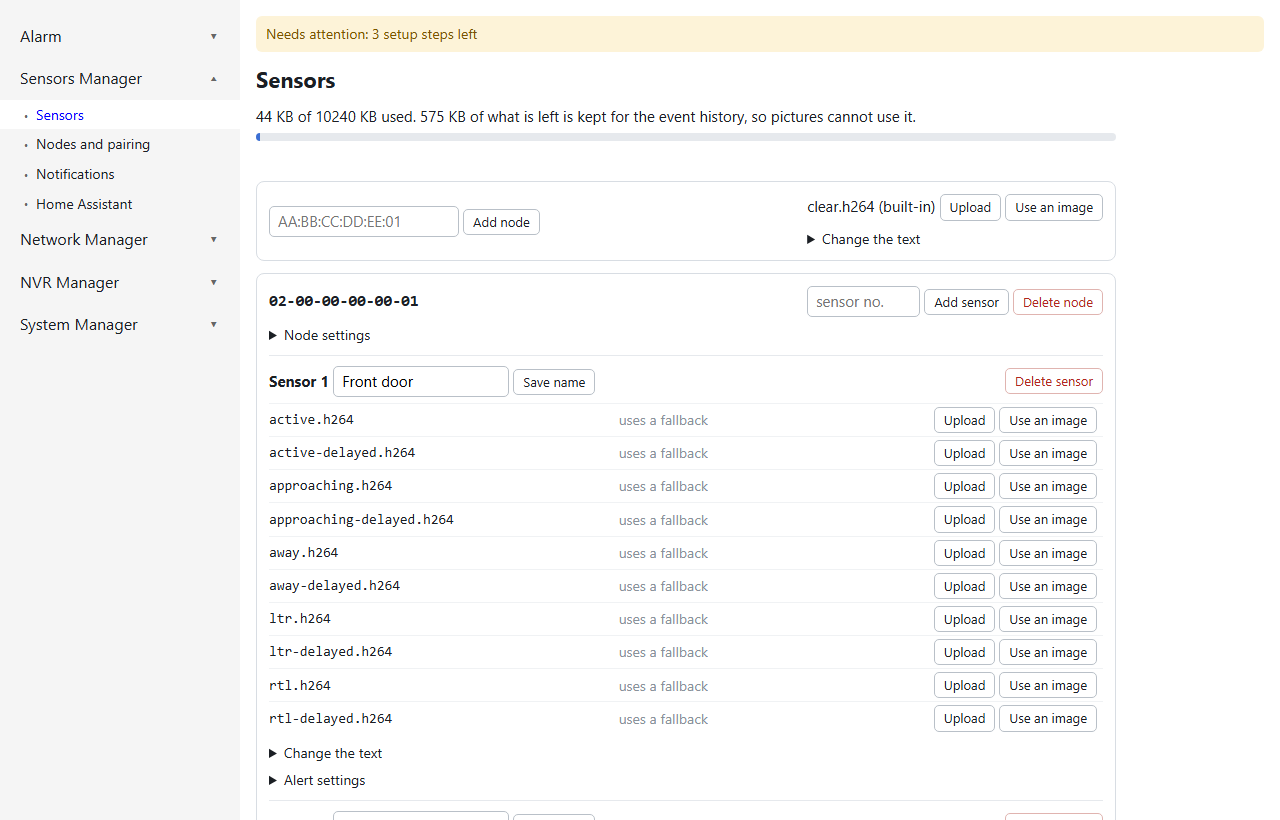 Alarm
Sensors Manager
Sensors
Nodes and pairing
Notifications
Home Assistant
Network Manager
NVR Manager
System Manager
Needs attention: 3 setup steps left
Sensors
44 KB of 10240 KB used. 575 KB of what is left is kept for the event history, so pictures cannot use it.
AA:BB:CC:DD:EE:01 Add node clear.h264 (built-in) Upload Use an image
Change the text
02-00-00-00-00-01 sensor no. Add sensor Delete node
Node settings
Sensor 1 Front door Save name Delete sensor
active.h264 uses a fallback Upload Use an image
active-delayed.h264 uses a fallback Upload Use an image
approaching.h264 uses a fallback Upload Use an image
approaching-delayed.h264 uses a fallback Upload Use an image
away.h264 uses a fallback Upload Use an image
away-delayed.h264 uses a fallback Upload Use an image
ltr.h264 uses a fallback Upload Use an image
ltr-delayed.h264 uses a fallback Upload Use an image
rtl.h264 uses a fallback Upload Use an image
rtl-delayed.h264 uses a fallback Upload Use an image
Change the text
Alert settings